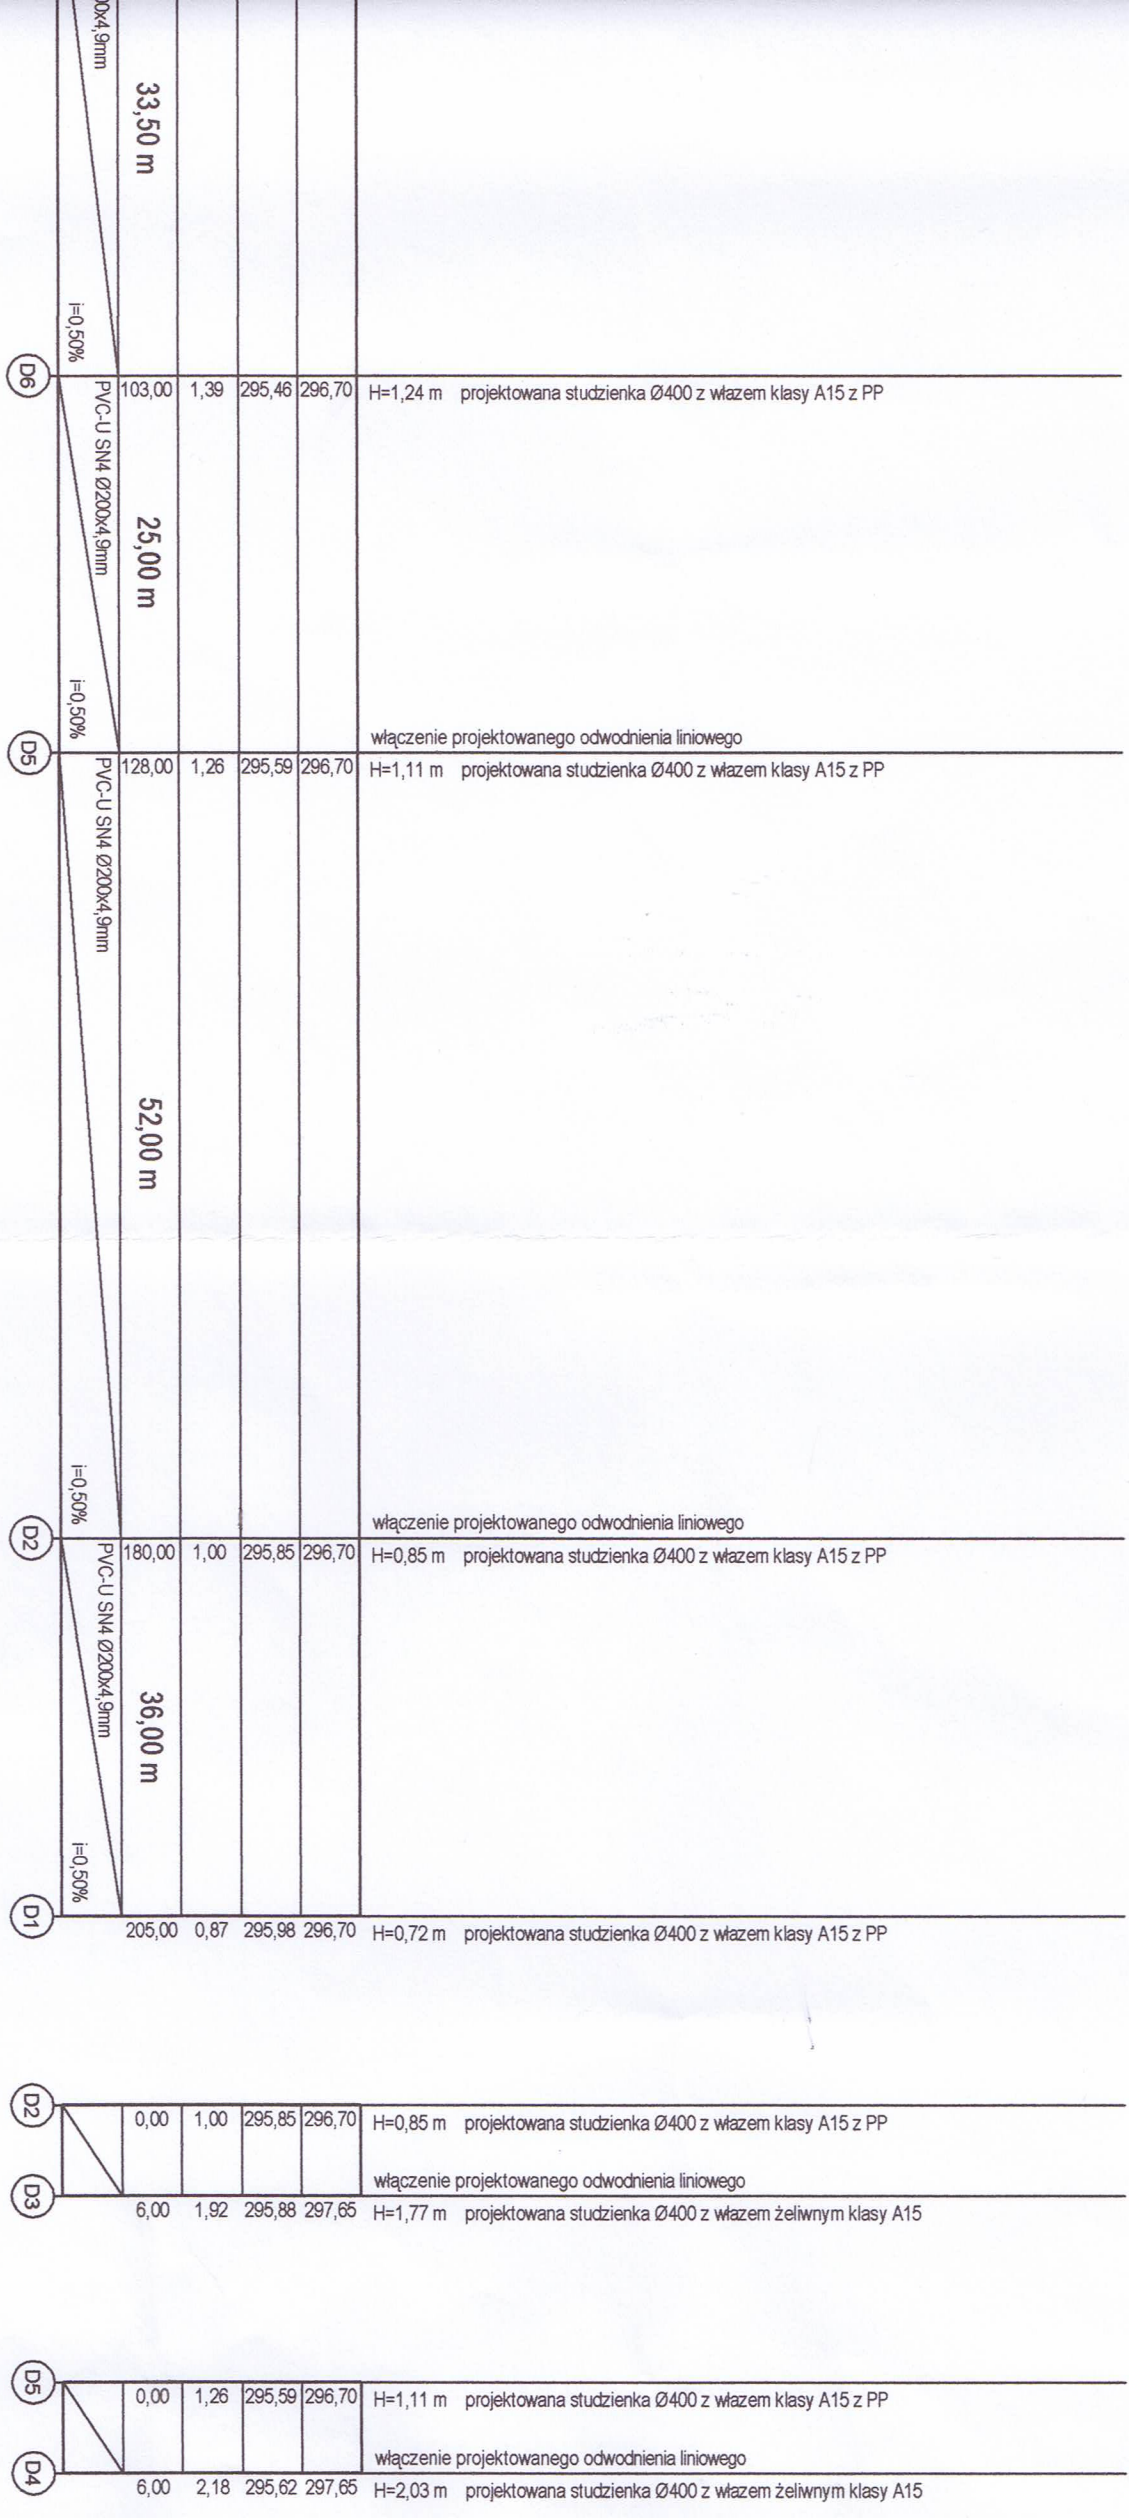 00x4,9mm
33,50 m
i=0,50%
D6
103,00 1,39 295,46 296,70 H=1,24 m projektowana studzienka Ø400 z włazem klasy A15 z PP
PVC-U SN4 Ø200x4,9mm
25,00 m
i=0,50%
włączenie projektowanego odwodnienia liniowego
D5
128,00 1,26 295,59 296,70 H=1,11 m projektowana studzienka Ø400 z włazem klasy A15 z PP
PVC-U SN4 Ø200x4,9mm
52,00 m
i=0,50%
włączenie projektowanego odwodnienia liniowego
D2
180,00 1,00 295,85 296,70 H=0,85 m projektowana studzienka Ø400 z włazem klasy A15 z PP
PVC-U SN4 Ø200x4,9mm
36,00 m
i=0,50%
D1
205,00 0,87 295,98 296,70 H=0,72 m projektowana studzienka Ø400 z włazem klasy A15 z PP
D2
0,00 1,00 295,85 296,70 H=0,85 m projektowana studzienka Ø400 z włazem klasy A15 z PP
włączenie projektowanego odwodnienia liniowego
D3
6,00 1,92 295,88 297,65 H=1,77 m projektowana studzienka Ø400 z włazem żeliwnym klasy A15
D5
0,00 1,26 295,59 296,70 H=1,11 m projektowana studzienka Ø400 z włazem klasy A15 z PP
włączenie projektowanego odwodnienia liniowego
D4
6,00 2,18 295,62 297,65 H=2,03 m projektowana studzienka Ø400 z włazem żeliwnym klasy A15